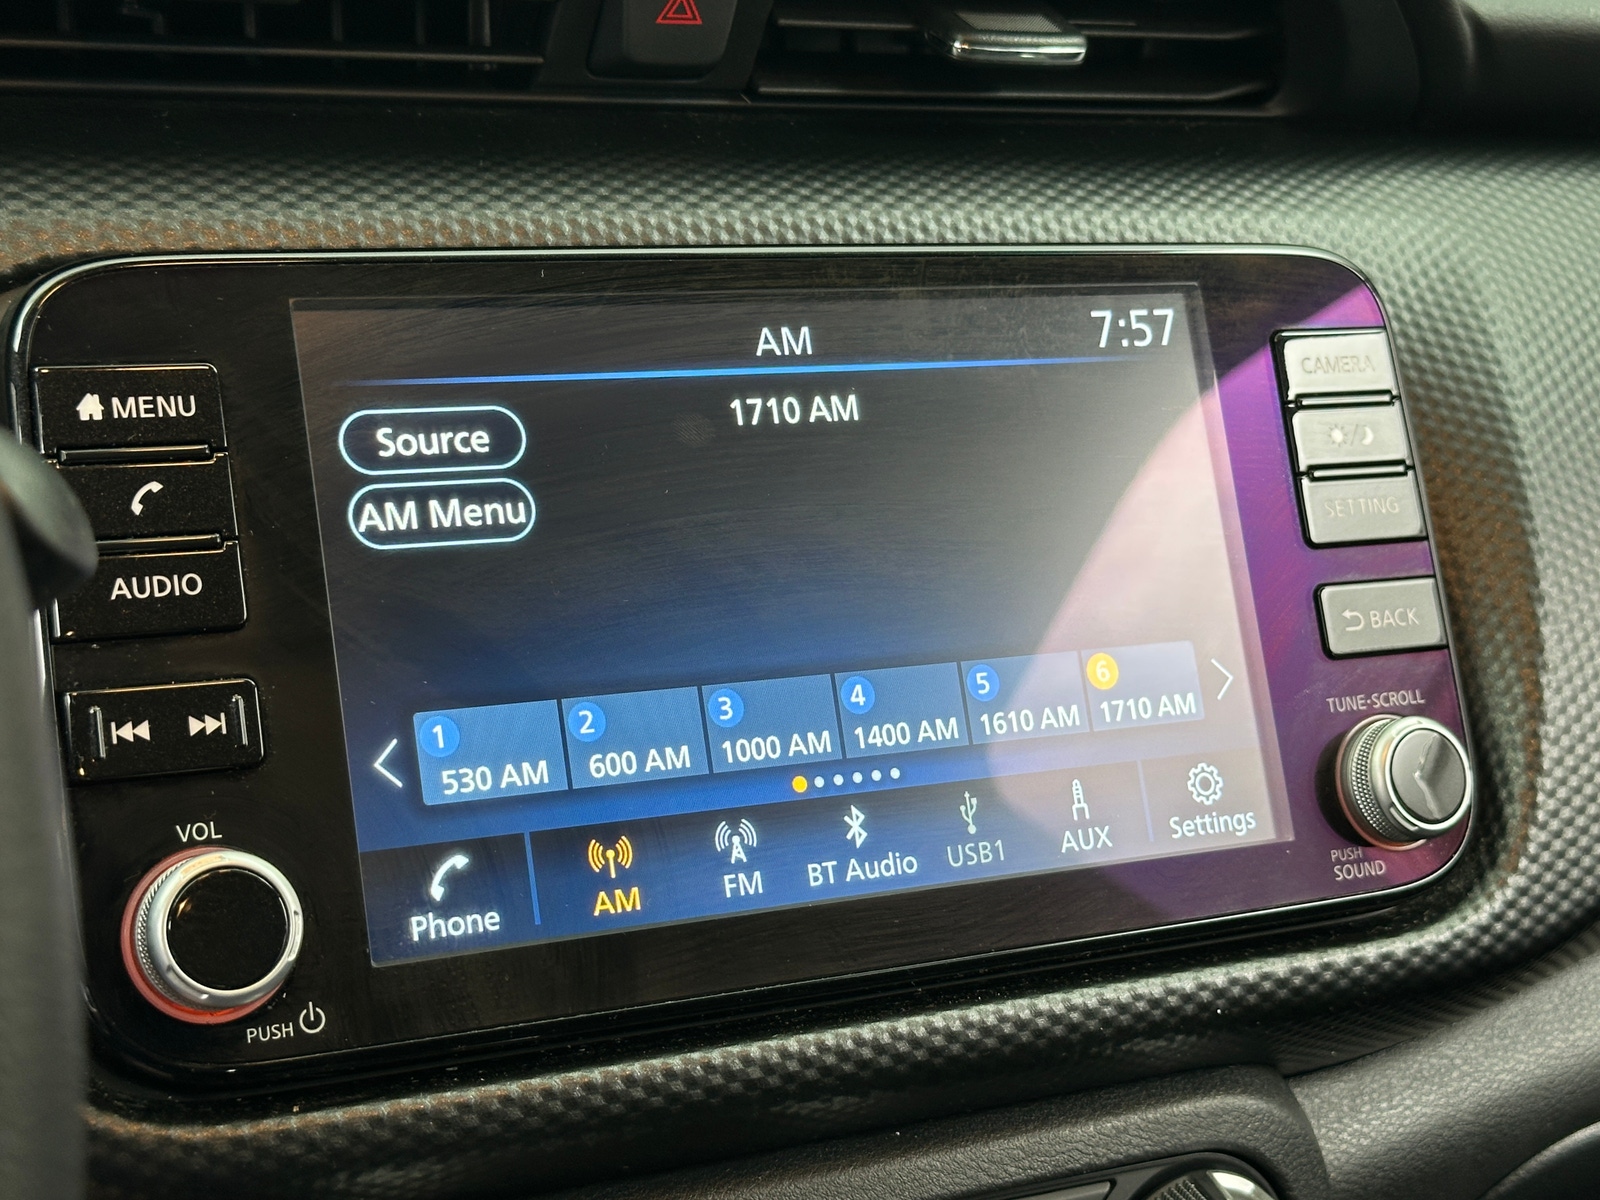 AM
7:57
1710 AM
Source
AM Menu
1
530 AM
2
600 AM
3
1000 AM
4
1400 AM
5
1610 AM
6
1710 AM
Phone
AM
FM
BT Audio
USB1
AUX
Settings
MENU
AUDIO
VOL
PUSH
CAMERA
SETTING
BACK
TUNE·SCROLL
PUSH
SOUND